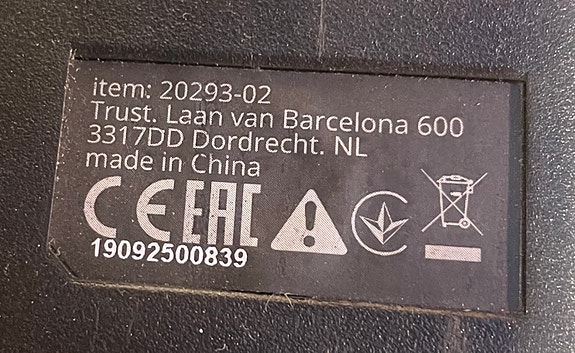 item: 20293-02
Trust. Laan van Barcelona 600
3317DD Dordrecht. NL
made in China
CE EAC
19092500839